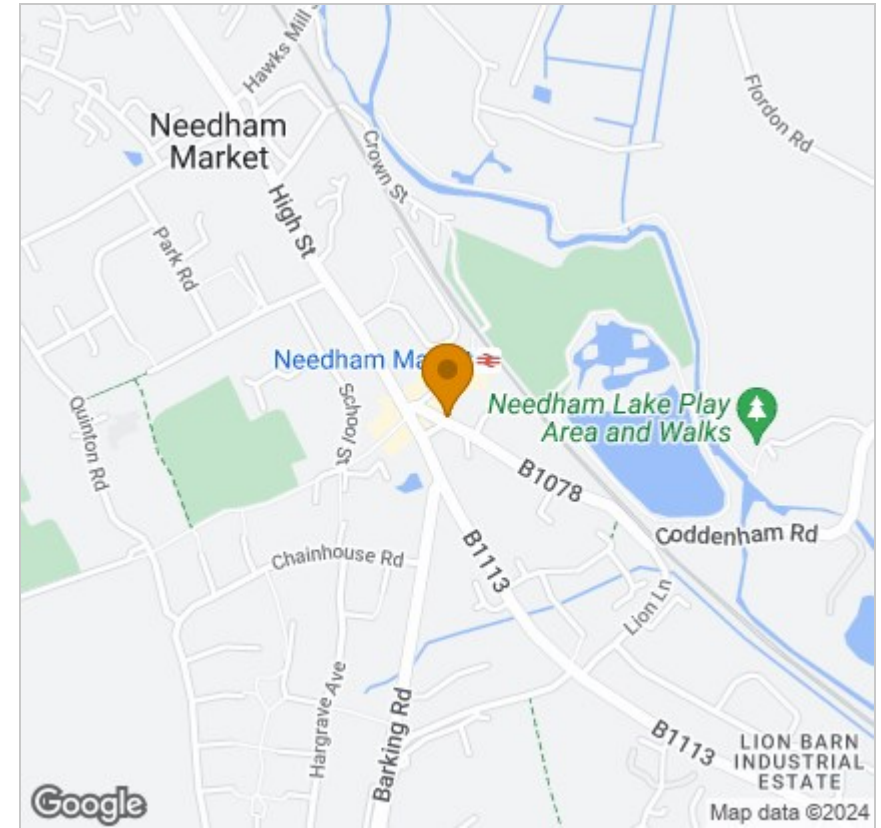 Hawks Mill
Flordon Rd
Needham
Market
Crown St
High St
Park Rd
Needham Ma
Needham Lake Play
Area and Walks
School St
Quinton Rd
B1078
Coddenham Rd
Chainhouse Rd
B1113
Lion Ln
Hargrave Ave
Barking Rd
B1113
LION BARN
INDUSTRIAL
ESTATE
Google
Map data ©2024